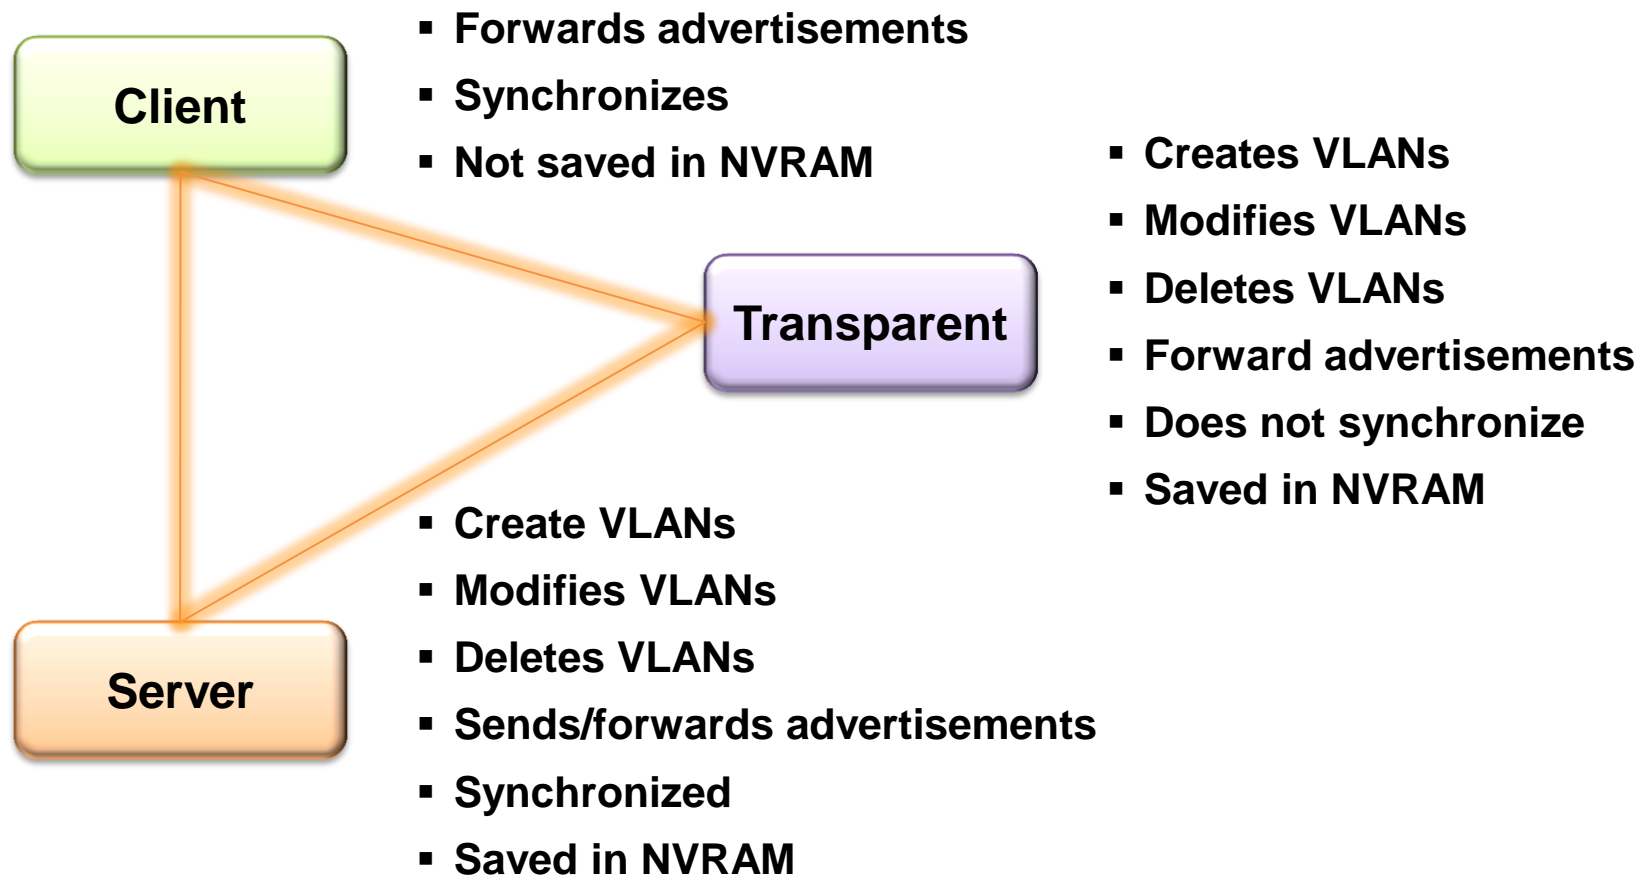 Client
▪ Forwards advertisements
▪ Synchronizes
▪ Not saved in NVRAM
Transparent
▪ Creates VLANs
▪ Modifies VLANs
▪ Deletes VLANs
▪ Forward advertisements
▪ Does not synchronize
▪ Saved in NVRAM
Server
▪ Create VLANs
▪ Modifies VLANs
▪ Deletes VLANs
▪ Sends/forwards advertisements
▪ Synchronized
▪ Saved in NVRAM